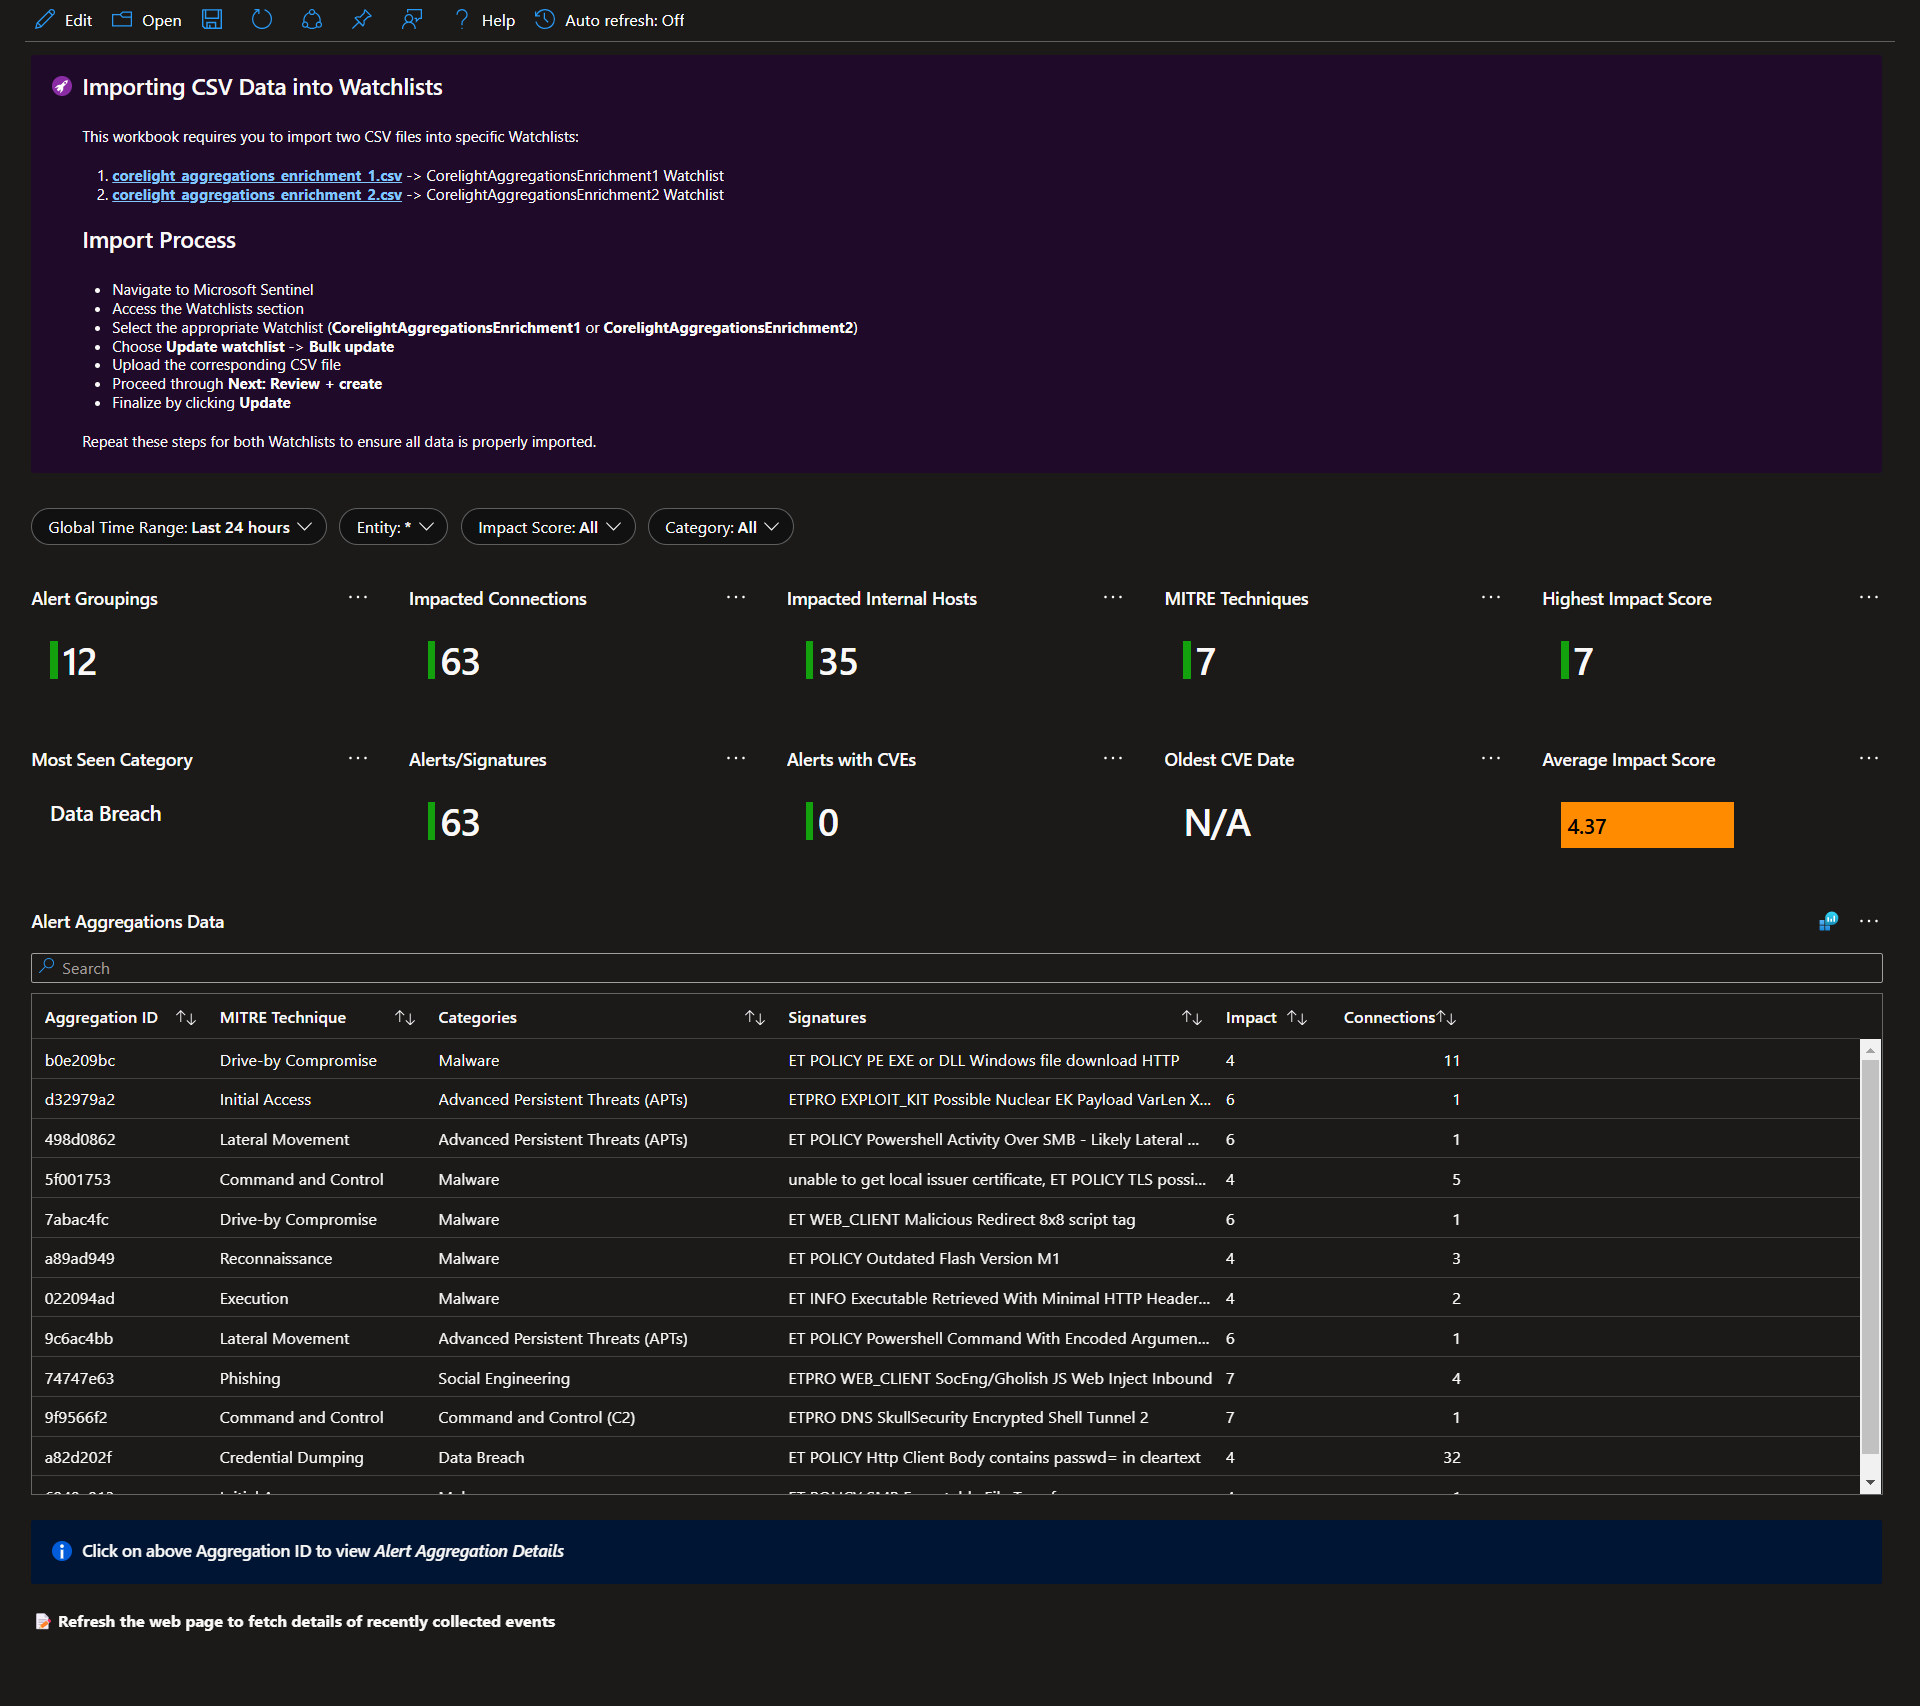 Edit Open Help Auto refresh: Off
Importing CSV Data into Watchlists
This workbook requires you to import two CSV files into specific Watchlists:
1. corelight_aggregations_enrichment_1.csv -> CorelightAggregationsEnrichment1 Watchlist
2. corelight_aggregations_enrichment_2.csv -> CorelightAggregationsEnrichment2 Watchlist
Import Process
• Navigate to Microsoft Sentinel
• Access the Watchlists section
• Select the appropriate Watchlist (CorelightAggregationsEnrichment1 or CorelightAggregationsEnrichment2)
• Choose Update watchlist -> Bulk update
• Upload the corresponding CSV file
• Proceed through Next: Review + create
• Finalize by clicking Update
Repeat these steps for both Watchlists to ensure all data is properly imported.
Global Time Range: Last 24 hours Entity: * Impact Score: All Category: All
Alert Groupings Impacted Connections Impacted Internal Hosts MITRE Techniques Highest Impact Score
12 63 35 7 7
Most Seen Category Alerts/Signatures Alerts with CVEs Oldest CVE Date Average Impact Score
Data Breach 63 0 N/A 4.37
Alert Aggregations Data
Search
Aggregation ID MITRE Technique Categories Signatures Impact Connections
b0e209bc Drive-by Compromise Malware ET POLICY PE EXE or DLL Windows file download HTTP 4 11
d32979a2 Initial Access Advanced Persistent Threats (APTs) ETPRO EXPLOIT_KIT Possible Nuclear EK Payload VarLen X... 6 1
498d0862 Lateral Movement Advanced Persistent Threats (APTs) ET POLICY Powershell Activity Over SMB - Likely Lateral ... 6 1
5f001753 Command and Control Malware unable to get local issuer certificate, ET POLICY TLS possi... 4 5
7abac4fc Drive-by Compromise Malware ET WEB_CLIENT Malicious Redirect 8x8 script tag 6 1
a89ad949 Reconnaissance Malware ET POLICY Outdated Flash Version M1 4 3
022094ad Execution Malware ET INFO Executable Retrieved With Minimal HTTP Header... 4 2
9c6ac4bb Lateral Movement Advanced Persistent Threats (APTs) ET POLICY Powershell Command With Encoded Argumen... 6 1
74747e63 Phishing Social Engineering ETPRO WEB_CLIENT SocEng/Gholish JS Web Inject Inbound 7 4
9f9566f2 Command and Control Command and Control (C2) ETPRO DNS SkullSecurity Encrypted Shell Tunnel 2 7 1
a82d202f Credential Dumping Data Breach ET POLICY Http Client Body contains passwd= in cleartext 4 32
Click on above Aggregation ID to view Alert Aggregation Details
Refresh the web page to fetch details of recently collected events